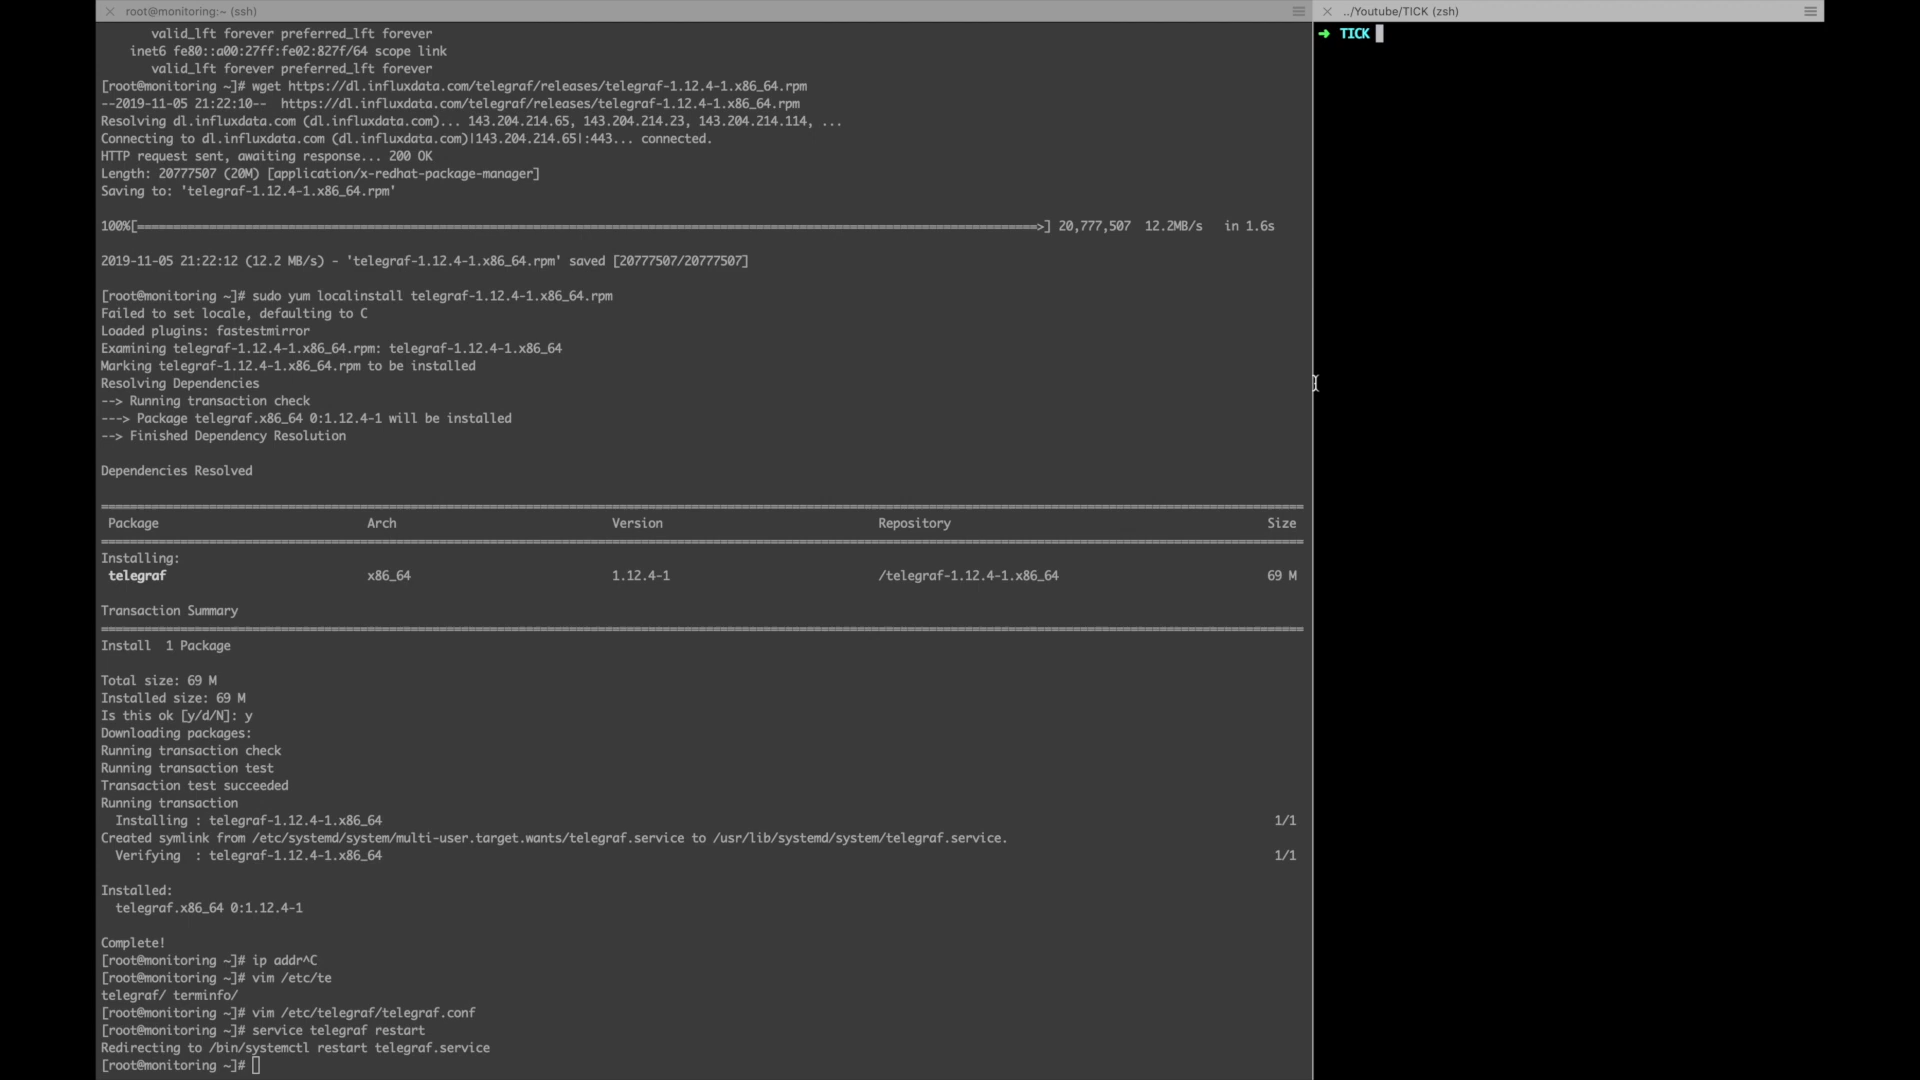 root@monitoring:~ (ssh)
valid_lft forever preferred_lft forever
inet6 fe80::a00:27ff:fe02:827f/64 scope link
valid_lft forever preferred_lft forever
[root@monitoring ~]# wget https://dl.influxdata.com/telegraf/releases/telegraf-1.12.4-1.x86_64.rpm
--2019-11-05 21:22:10--  https://dl.influxdata.com/telegraf/releases/telegraf-1.12.4-1.x86_64.rpm
Resolving dl.influxdata.com (dl.influxdata.com)... 143.204.214.65, 143.204.214.23, 143.204.214.114, ...
Connecting to dl.influxdata.com (dl.influxdata.com)|143.204.214.65|:443... connected.
HTTP request sent, awaiting response... 200 OK
Length: 20777507 (20M) [application/x-redhat-package-manager]
Saving to: 'telegraf-1.12.4-1.x86_64.rpm'
100%[=====>] 20,777,507  12.2MB/s   in 1.6s
2019-11-05 21:22:12 (12.2 MB/s) - 'telegraf-1.12.4-1.x86_64.rpm' saved [20777507/20777507]
[root@monitoring ~]# sudo yum localinstall telegraf-1.12.4-1.x86_64.rpm
Failed to set locale, defaulting to C
Loaded plugins: fastestmirror
Examining telegraf-1.12.4-1.x86_64.rpm: telegraf-1.12.4-1.x86_64
Marking telegraf-1.12.4-1.x86_64.rpm to be installed
Resolving Dependencies
--> Running transaction check
---> Package telegraf.x86_64 0:1.12.4-1 will be installed
--> Finished Dependency Resolution
Dependencies Resolved
Package Arch Version Repository Size
Installing:
telegraf x86_64 1.12.4-1 /telegraf-1.12.4-1.x86_64 69 M
Transaction Summary
Install  1 Package
Total size: 69 M
Installed size: 69 M
Is this ok [y/d/N]: y
Downloading packages:
Running transaction check
Running transaction test
Transaction test succeeded
Running transaction
Installing : telegraf-1.12.4-1.x86_64 1/1
Created symlink from /etc/systemd/system/multi-user.target.wants/telegraf.service to /usr/lib/systemd/system/telegraf.service.
Verifying  : telegraf-1.12.4-1.x86_64 1/1
Installed:
telegraf.x86_64 0:1.12.4-1
Complete!
[root@monitoring ~]# ip addr^C
[root@monitoring ~]# vim /etc/te
telegraf/ terminfo/
[root@monitoring ~]# vim /etc/telegraf/telegraf.conf
[root@monitoring ~]# service telegraf restart
Redirecting to /bin/systemctl restart telegraf.service
[root@monitoring ~]#
../Youtube/TICK (zsh)
➜ TICK